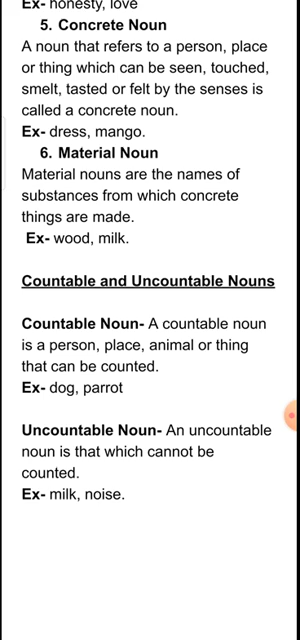 Ex- honesty, love
5. Concrete Noun
A noun that refers to a person, place
or thing which can be seen, touched,
smelt, tasted or felt by the senses is
called a concrete noun.
Ex- dress, mango.
6. Material Noun
Material nouns are the names of
substances from which concrete
things are made.
Ex- wood, milk.
Countable and Uncountable Nouns
Countable Noun- A countable noun
is a person, place, animal or thing
that can be counted.
Ex- dog, parrot
Uncountable Noun- An uncountable
noun is that which cannot be
counted.
Ex- milk, noise.